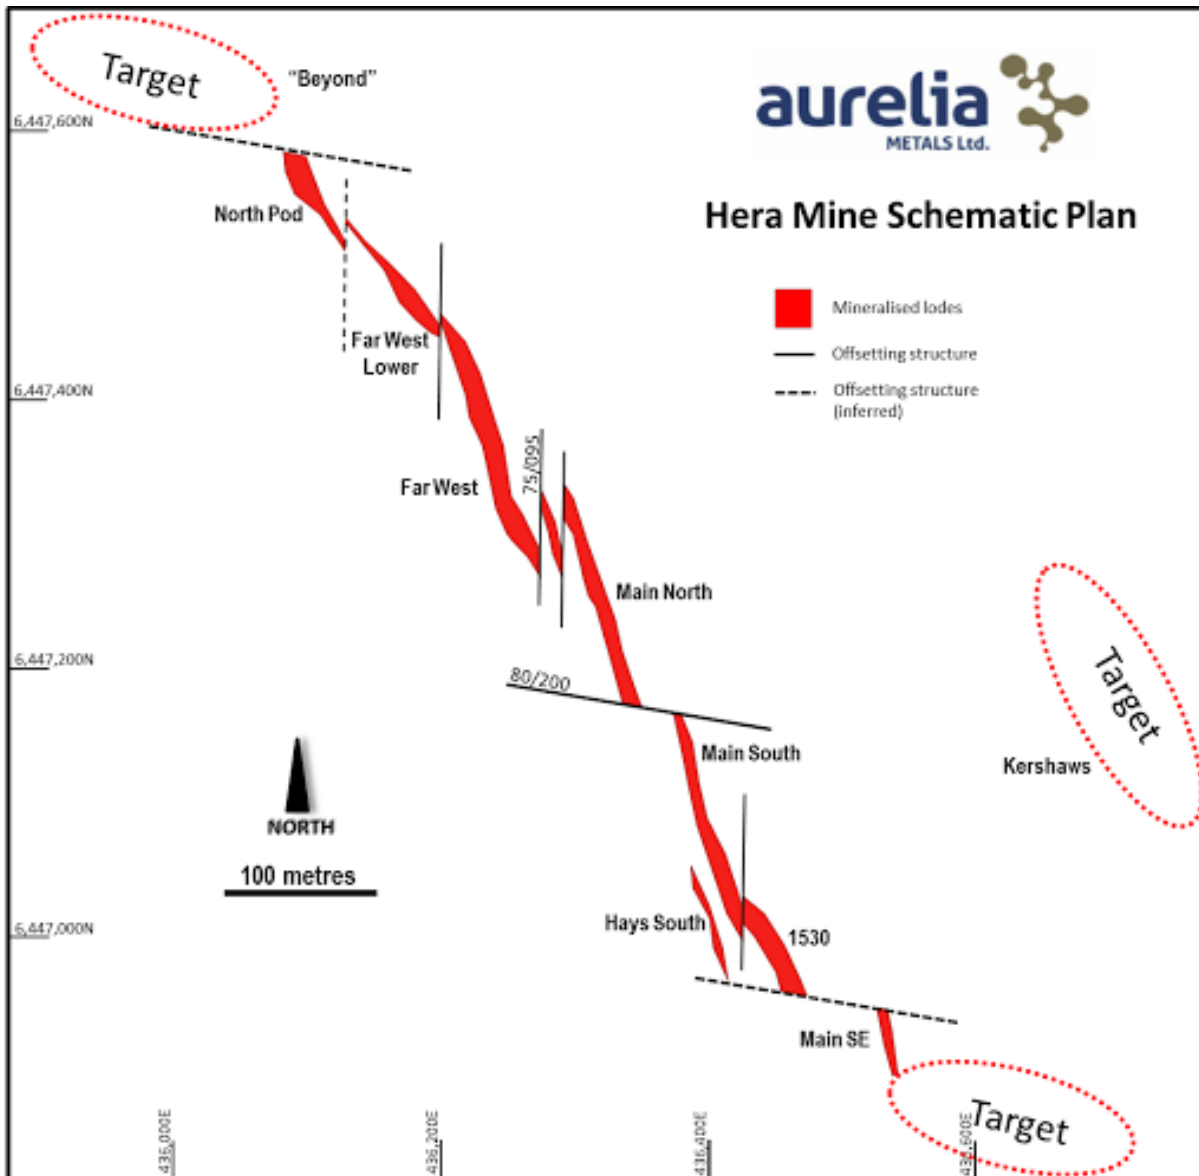 Target
"Beyond"
aurelia
METALS Ltd.
6,447,600N
Hera Mine Schematic Plan
North Pod
Mineralised lodes
Far West
Lower
Offsetting structure
6,447,400N
Offsetting structure
(inferred)
75/095
Far West
Main North
6,447,200N
80/200
Target
Main South
Kershaws
NORTH
100 metres
Hays South
6,447,000N
1530
Main SE
Target
436,000E
436,200E
436,400E
436,600E